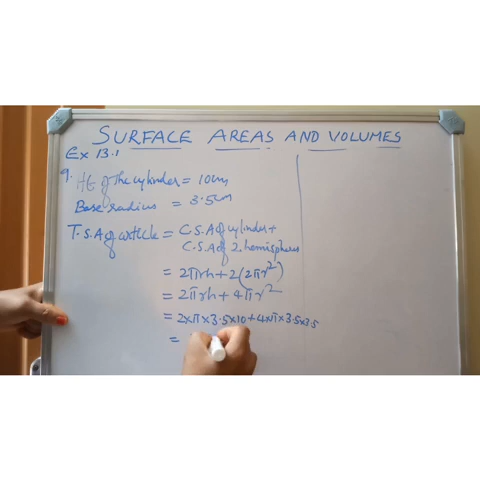 SURFACE AREAS AND VOLUMES
Ex 13.1
9. Ht of the cylinder = 10cm
Base radius = 3.5cm
T.S.A of article = C.S.A of cylinder +
C.S.A of 2 hemispheres
= 2πrh + 2(2πr²)
= 2πrh + 4πr²
= 2×π×3.5×10+4×π×3.5×3.5
=